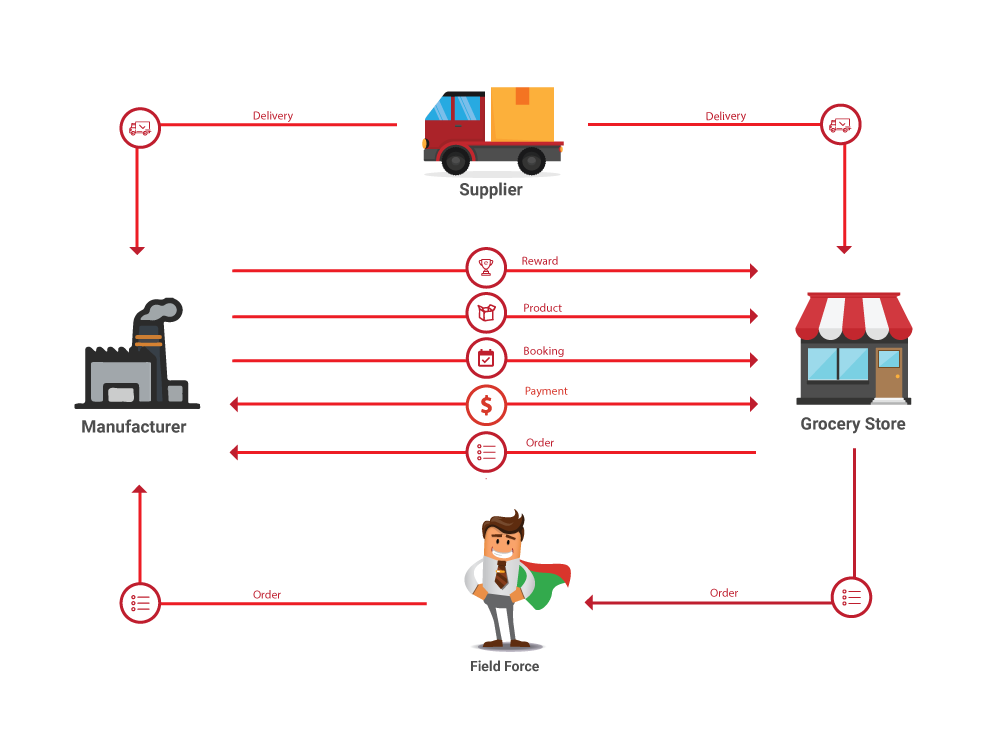 Delivery
Delivery
Supplier
Reward
Product
Booking
Payment
$
Order
Manufacturer
Grocery Store
Order
Order
Field Force